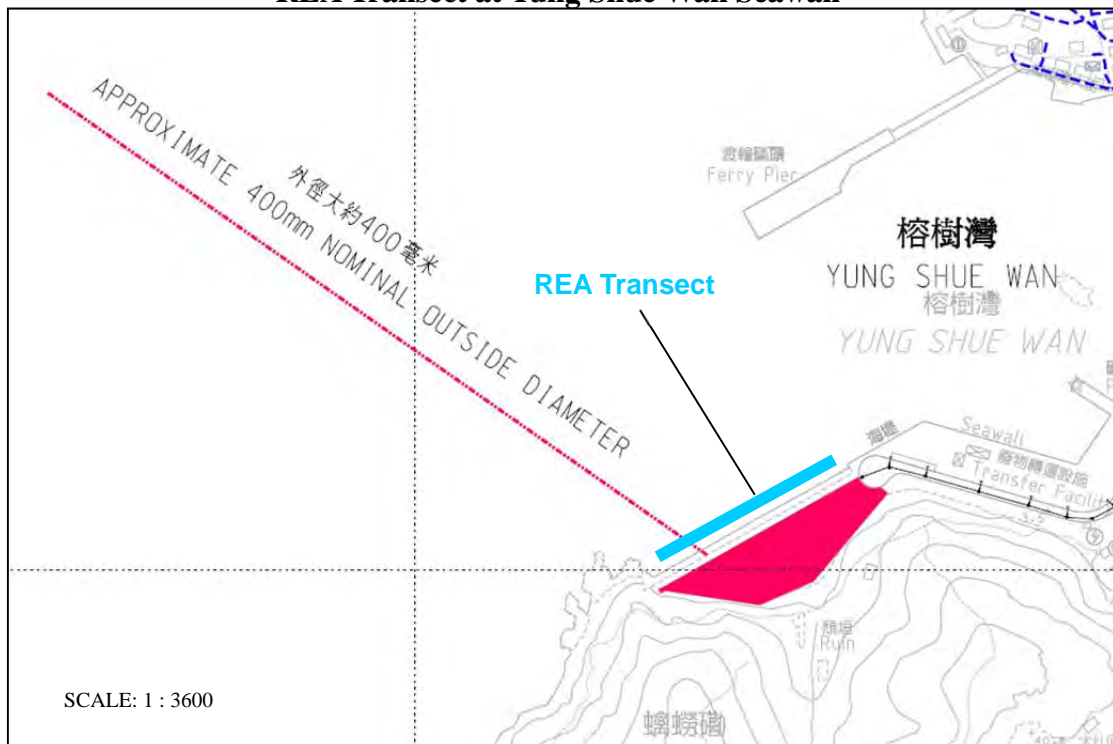 REA Transect at Yung Shue Wan Seawall
APPROXIMATE 400mm NOMINAL OUTSIDE DIAMETER
外徑大約400毫米
渡輪碼頭
Ferry Pier
榕樹灣
YUNG SHUE WAN
榕樹灣
YUNG SHUE WAN
REA Transect
海堤
Seawall
廢物轉運設施
Transfer Facility
頹垣
Ruin
SCALE: 1 : 3600